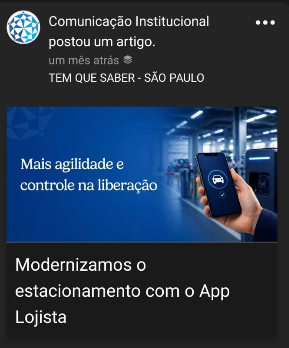 Comunicação Institucional
postou um artigo.
um mês atrás
TEM QUE SABER - SÃO PAULO
Mais agilidade e
controle na liberação
Modernizamos o
estacionamento com o App
Lojista